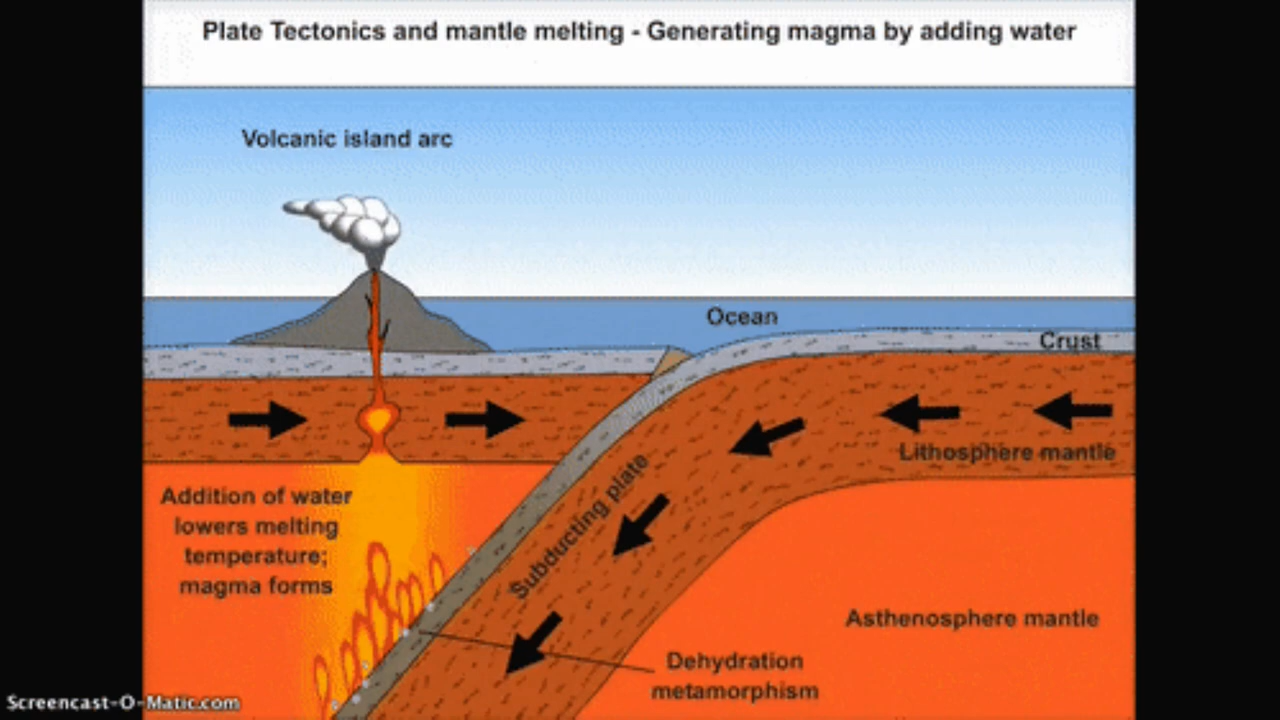 Plate Tectonics and mantle melting - Generating magma by adding water
Volcanic island arc
Ocean
Crust
Lithosphere mantle
Subducting plate
Addition of water
lowers melting
temperature;
magma forms
Asthenosphere mantle
Dehydration
metamorphism
Screencast-O-Matic.com